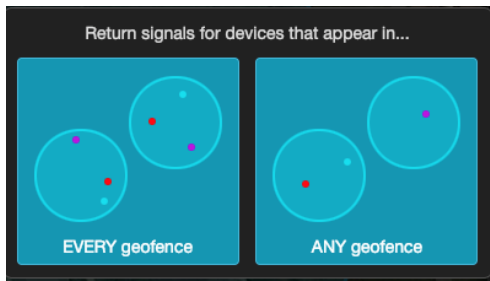 Return signals for devices that appear in...
EVERY geofence
ANY geofence